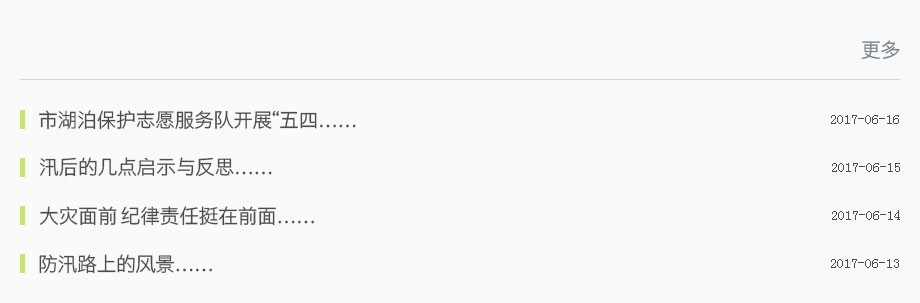 更多
市湖泊保护志愿服务队开展“五四…… 2017-06-16
汛后的几点启示与反思…… 2017-06-15
大灾面前 纪律责任挺在前面…… 2017-06-14
防汛路上的风景…… 2017-06-13